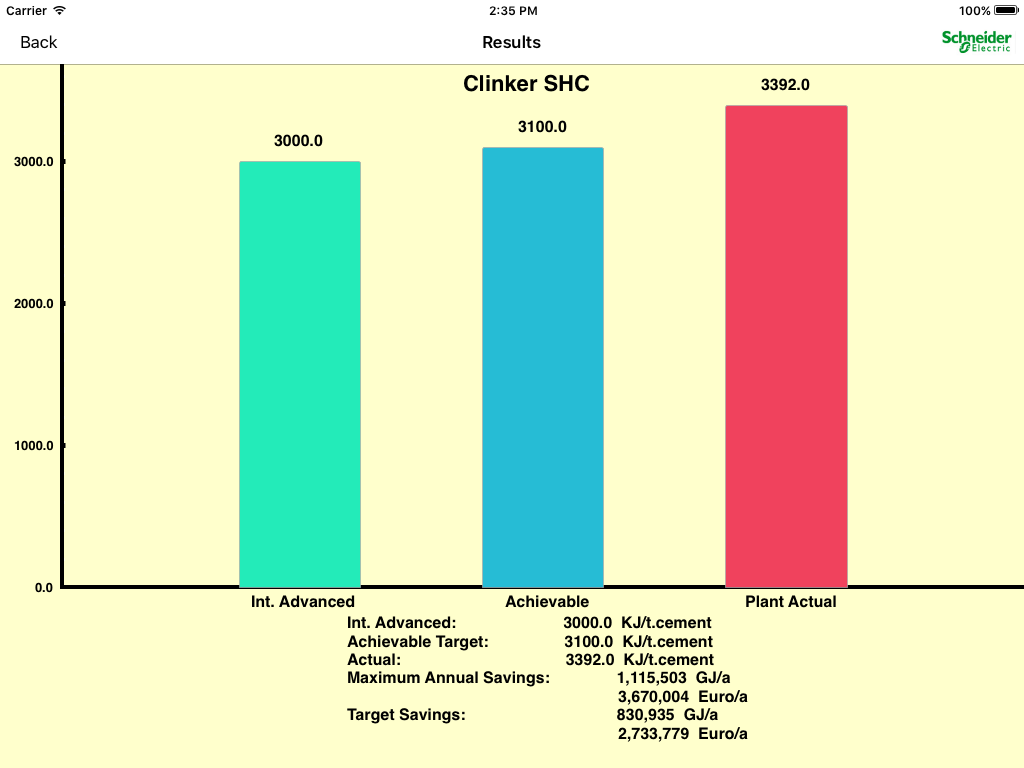 Carrier 2:35 PM 100%
Back Results Schneider Electric
Clinker SHC
3392.0
3100.0
3000.0
3000.0
2000.0
1000.0
0.0
Int. Advanced Achievable Plant Actual
Int. Advanced: 3000.0 KJ/t.cement
Achievable Target: 3100.0 KJ/t.cement
Actual: 3392.0 KJ/t.cement
Maximum Annual Savings: 1,115,503 GJ/a
3,670,004 Euro/a
Target Savings: 830,935 GJ/a
2,733,779 Euro/a